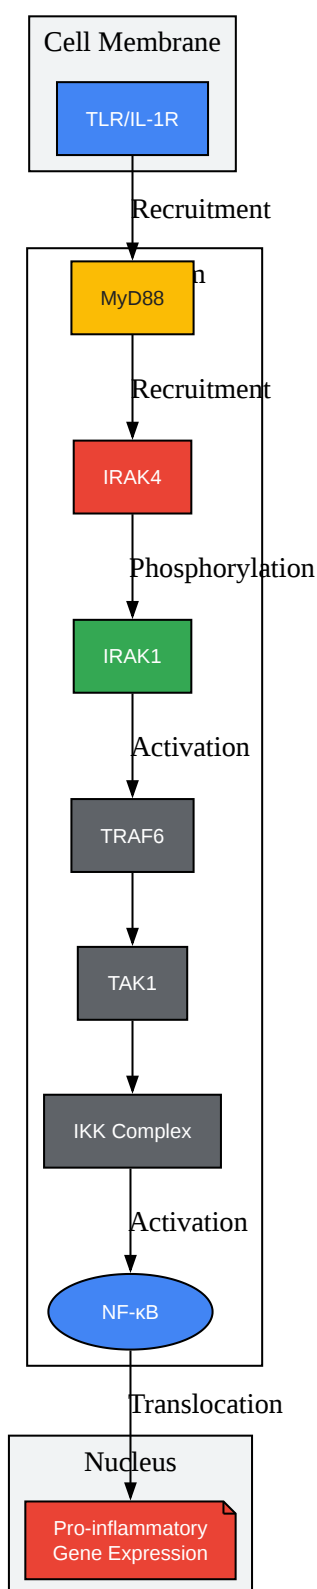 Cell Membrane
TLR/IL-1R
Recruitment
MyD88
Recruitment
IRAK4
Phosphorylation
IRAK1
Activation
TRAF6
TAK1
IKK Complex
Activation
NF-κB
Translocation
Nucleus
Pro-inflammatory
Gene Expression